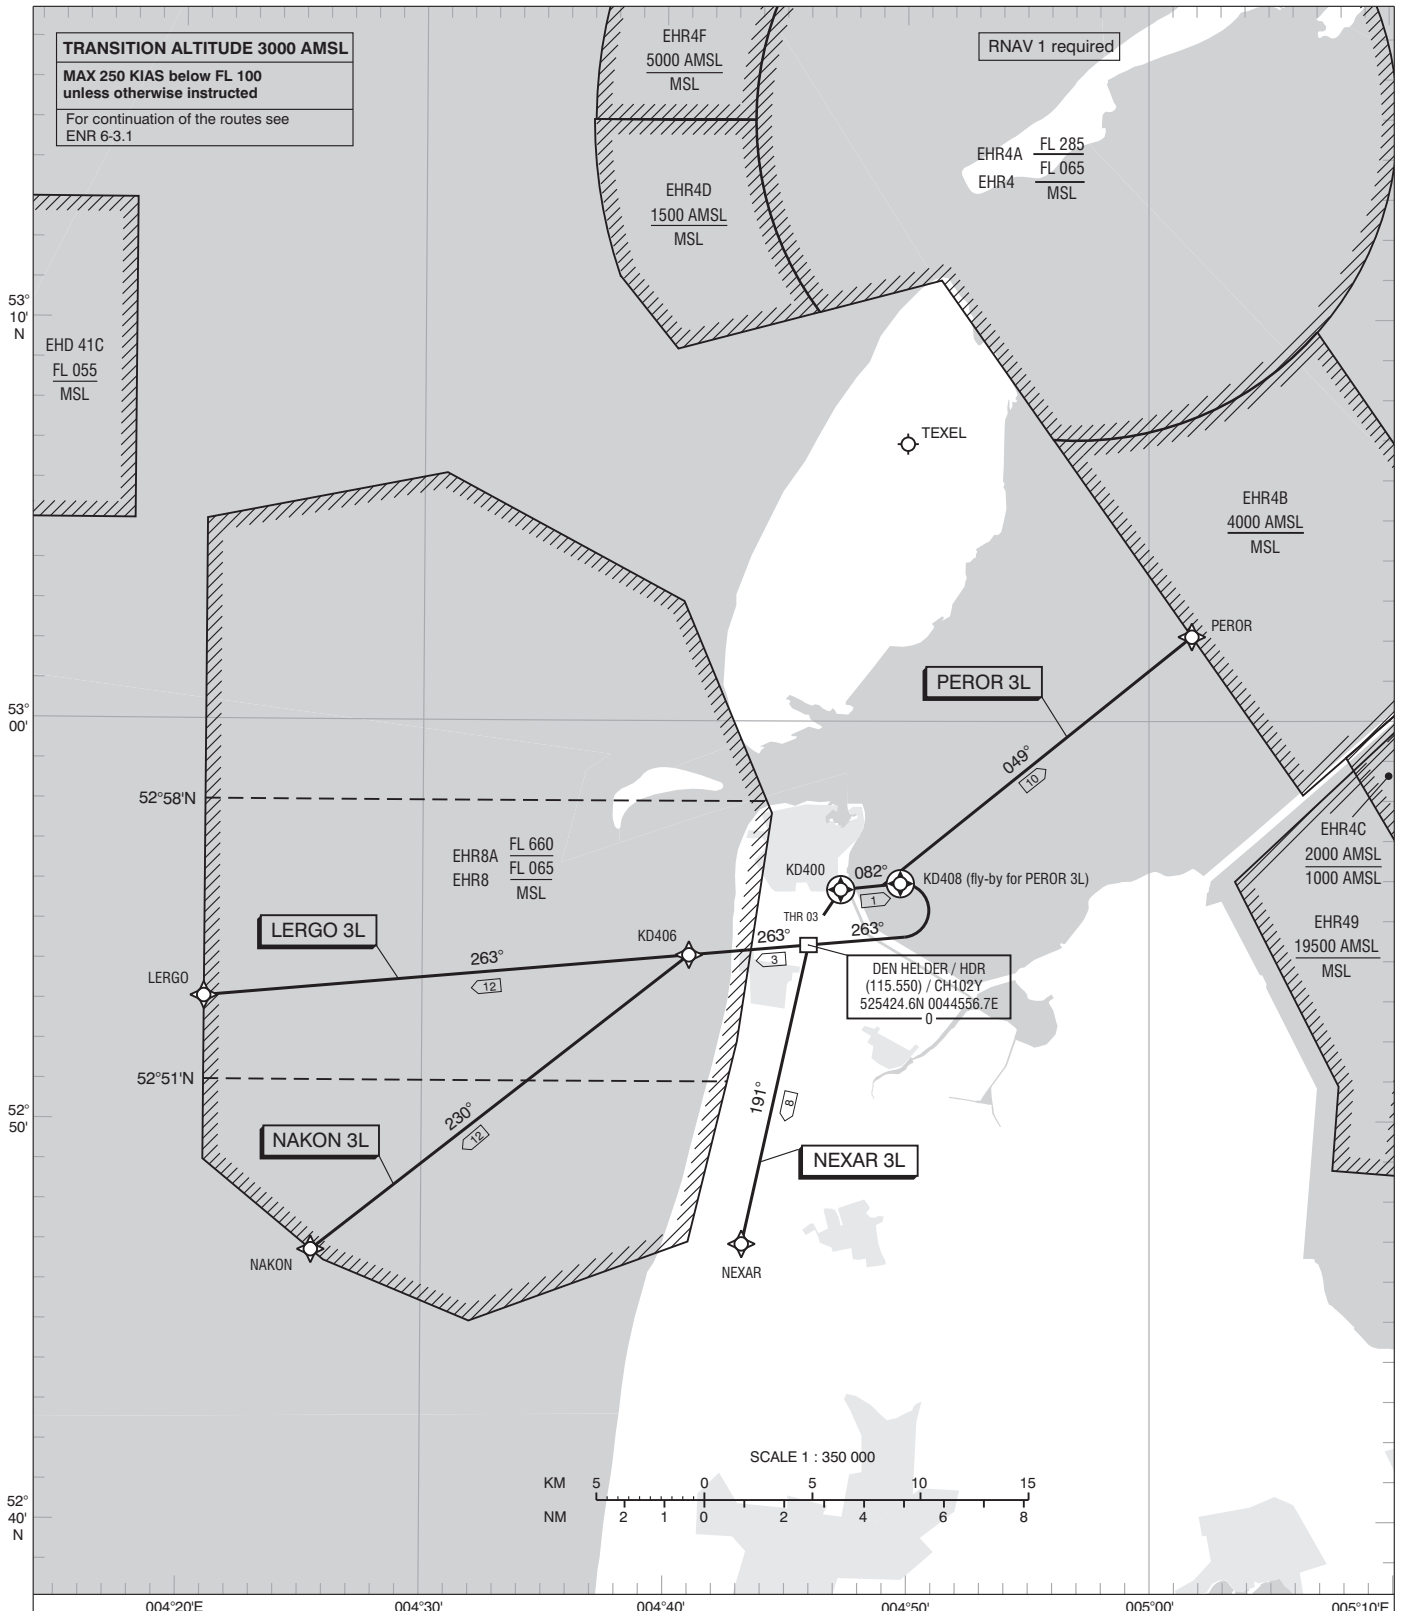 TRANSITION ALTITUDE 3000 AMSL
MAX 250 KIAS below FL 100
unless otherwise instructed
For continuation of the routes see
ENR 6-3.1
EHR4F
5000 AMSL
MSL
RNAV 1 required
EHR4A FL 285
FL 065
EHR4
MSL
EHR4D
1500 AMSL
MSL
53°
10'
N
EHD 41C
FL 055
MSL
TEXEL
EHR4B
4000 AMSL
MSL
PEROR
PEROR 3L
53°
00'
049°
10
52°58'N
EHR4C
2000 AMSL
1000 AMSL
EHR8A FL 660
FL 065
EHR8
MSL
KD400
082°
KD408 (fly-by for PEROR 3L)
1
THR 03
EHR49
19500 AMSL
MSL
LERGO 3L
KD406
263°
263°
263°
3
LERGO
12
DEN HELDER / HDR
(115.550) / CH102Y
525424.6N 0044556.7E
0
52°51'N
191°
8
52°
50'
230°
12
NAKON 3L
NEXAR 3L
NAKON
NEXAR
SCALE 1 : 350 000
KM 5 0 5 10 15
NM 2 1 0 2 4 6 8
52°
40'
N
004°20'E 004°30' 004°40' 004°50' 005°00' 005°10'E